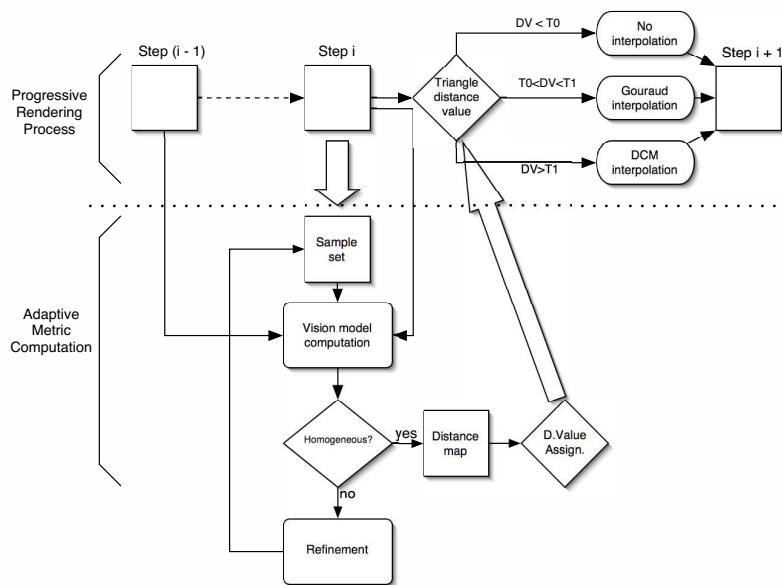 Step (i - 1)
Step i
DV < T0
No
interpolation
Step i + 1
Progressive
Rendering
Process
Triangle
distance
value
T0<DV<T1
Gouraud
interpolation
DV>T1
DCM
interpolation
Sample
set
Adaptive
Metric
Computation
Vision model
computation
Homogeneous?
yes
Distance
map
D.Value
Assign.
no
Refinement